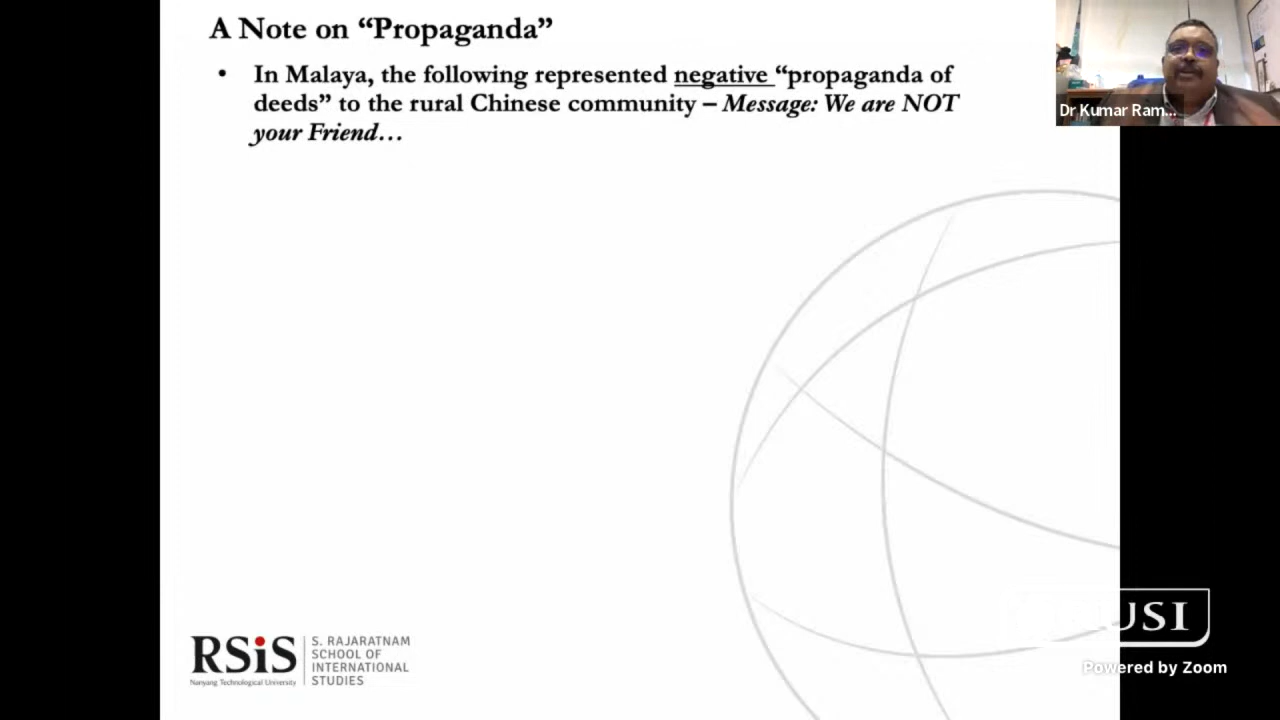 A Note on “Propaganda”
• In Malaya, the following represented negative “propaganda of
deeds” to the rural Chinese community – Message: We are NOT
your Friend…
Dr Kumar Ram...
RSiS
Nanyang Technological University
S. RAJARATNAM
SCHOOL OF
INTERNATIONAL
STUDIES
USI
Powered by Zoom